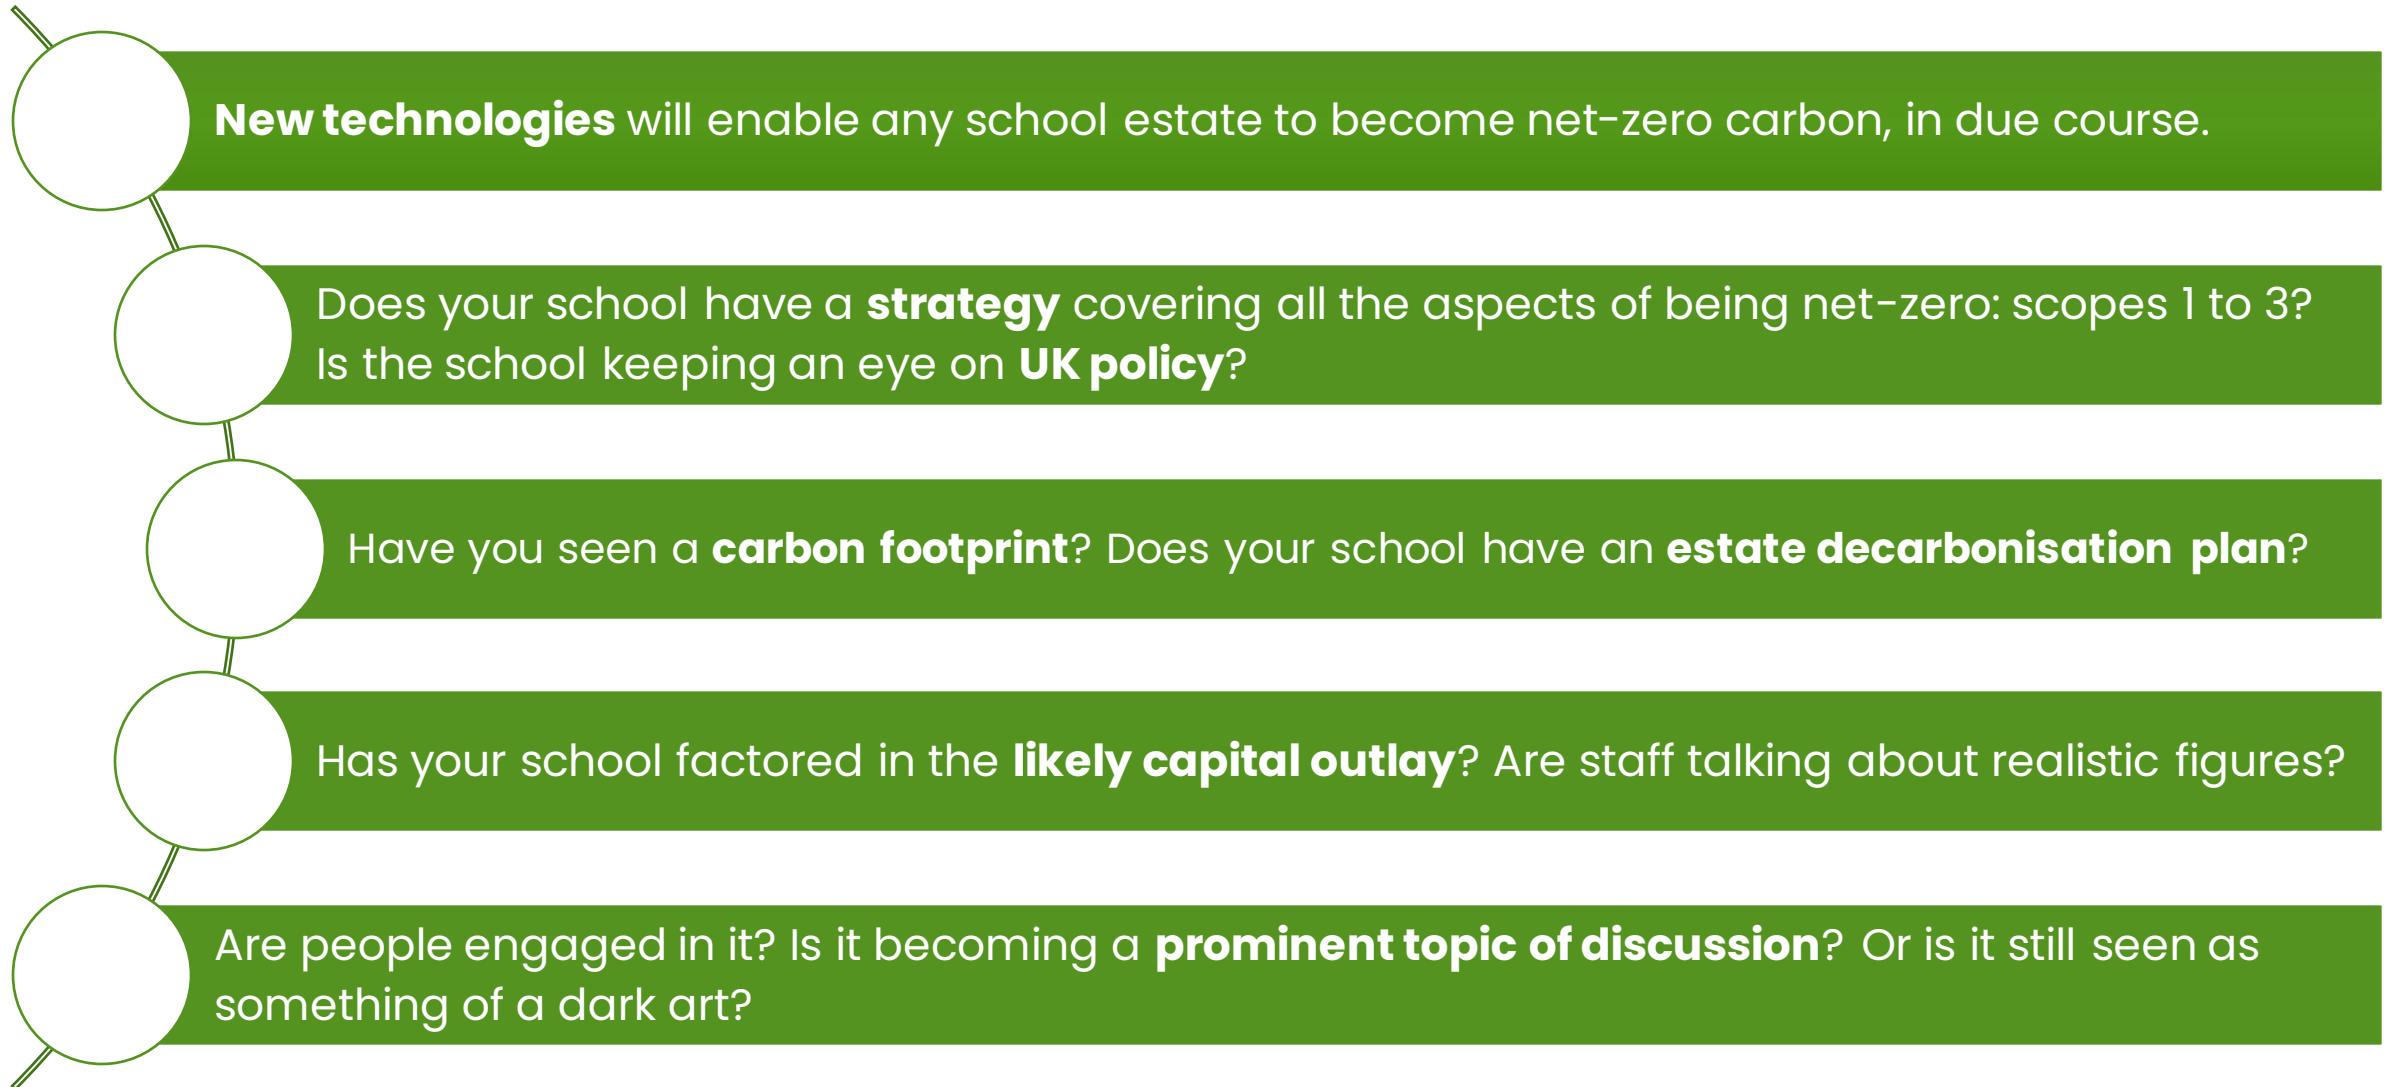 New technologies will enable any school estate to become net-zero carbon, in due course.
Does your school have a strategy covering all the aspects of being net-zero: scopes 1 to 3?
Is the school keeping an eye on UK policy?
Have you seen a carbon footprint? Does your school have an estate decarbonisation plan?
Has your school factored in the likely capital outlay? Are staff talking about realistic figures?
Are people engaged in it? Is it becoming a prominent topic of discussion? Or is it still seen as
something of a dark art?